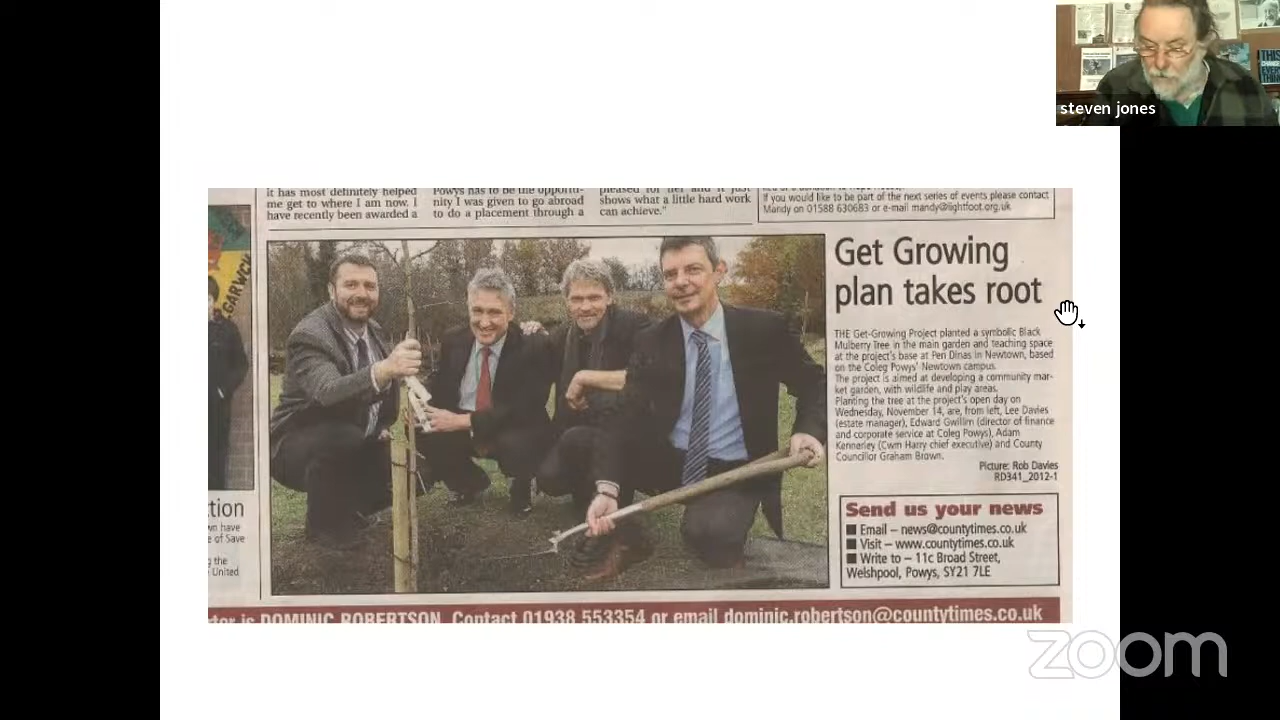 steven jones
THIS
CHANGES
EVERY
THING
it has most definitely helped
me get to where I am now. I
have recently been awarded a
Powys has to be the opportu-
nity I was given to go abroad
to do a placement through a
pleased for her and it just
shows what a little hard work
can achieve."
If you would like to be part of the next series of events please contact
Mandy on 01588 630683 or e-mail mandy@lightfoot.org.uk
GARWCH
Get Growing
plan takes root
THE Get-Growing Project planted a symbolic Black
Mulberry Tree in the main garden and teaching space
at the project's base at Pen Dinas in Newtown, based
on the Coleg Powys' Newtown campus.
The project is aimed at developing a community mar-
ket garden, with wildlife and play areas.
Planting the tree at the project's open day on
Wednesday, November 14, are, from left, Lee Davies
(estate manager), Edward Gwillim (director of finance
and corporate service at Coleg Powys), Adam
Kennerley (Cwm Harry chief executive) and County
Councillor Graham Brown.
Picture: Rob Davies
RD341_2012-1
tion
wn have
e of Save
g the
United
Send us your news
Email – news@countytimes.co.uk
Visit – www.countytimes.co.uk
Write to – 11c Broad Street,
Welshpool, Powys, SY21 7LE
tor is DOMINIC ROBERTSON. Contact 01938 553354 or email dominic.robertson@countytimes.co.uk
zoom